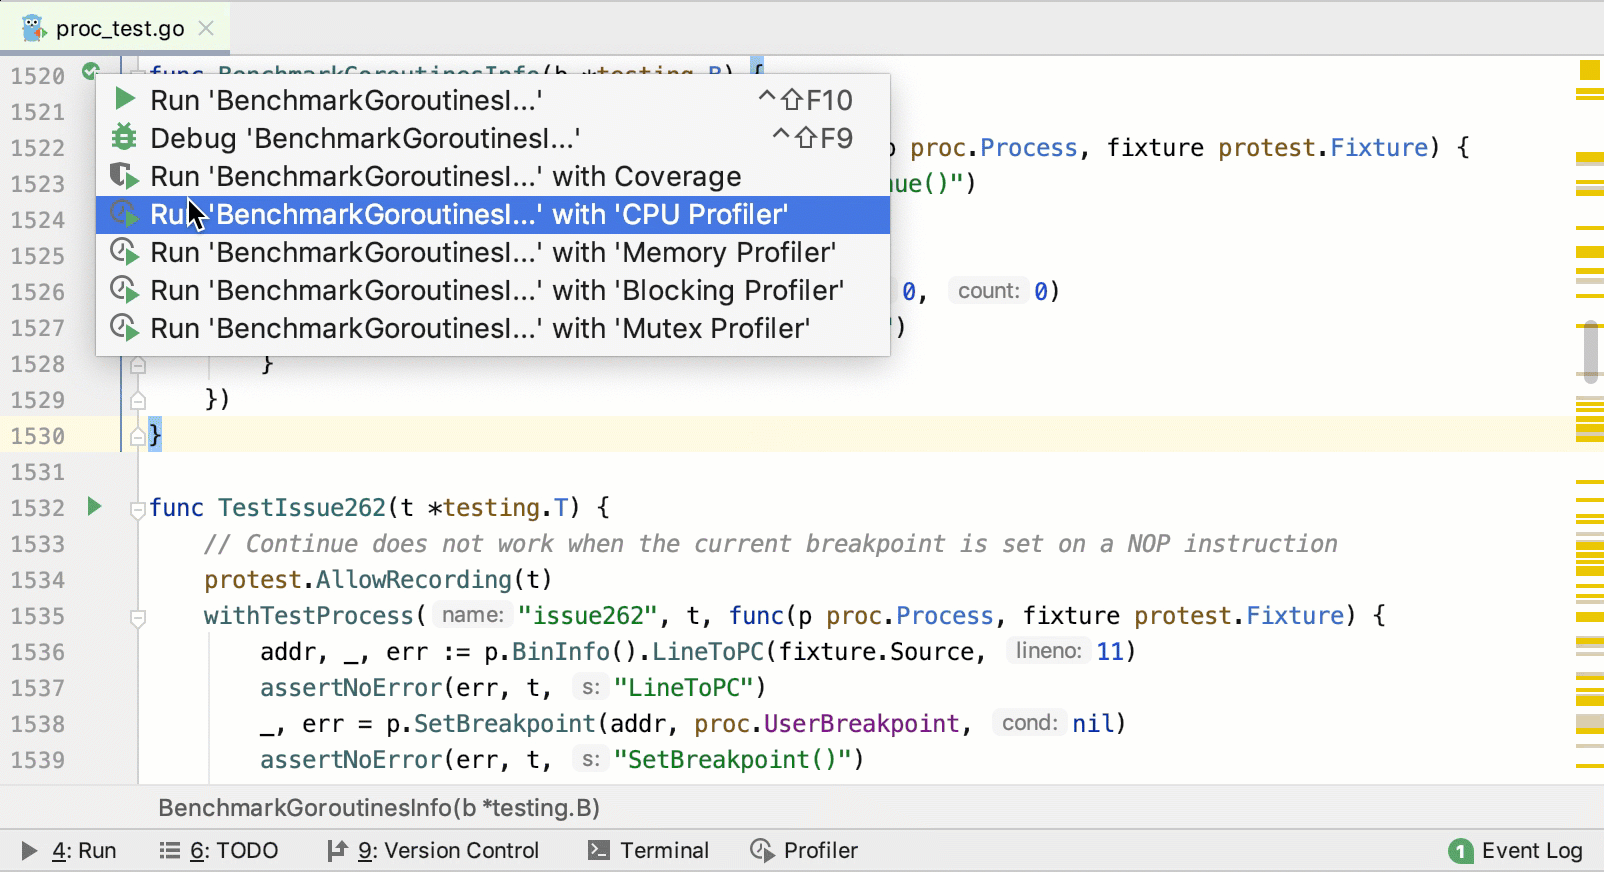 proc_test.go
1520 func BenchmarkGoroutinesInfo(b *testing.B) {
Run 'BenchmarkGoroutinesI...' ^⇧F10
1521
Debug 'BenchmarkGoroutinesI...' ^⇧F9
1522 proc.Process, fixture protest.Fixture) {
Run 'BenchmarkGoroutinesI...' with Coverage
1523 nue()")
Run 'BenchmarkGoroutinesI...' with 'CPU Profiler'
1524
Run 'BenchmarkGoroutinesI...' with 'Memory Profiler'
1525
Run 'BenchmarkGoroutinesI...' with 'Blocking Profiler'
1526 0, count: 0)
Run 'BenchmarkGoroutinesI...' with 'Mutex Profiler'
1527 )
1528 }
1529 })
1530 }
1531
1532 func TestIssue262(t *testing.T) {
1533 // Continue does not work when the current breakpoint is set on a NOP instruction
1534 protest.AllowRecording(t)
1535 withTestProcess( name: "issue262", t, func(p proc.Process, fixture protest.Fixture) {
1536 addr, _, err := p.BinInfo().LineToPC(fixture.Source, lineno: 11)
1537 assertNoError(err, t, s: "LineToPC")
1538 _, err = p.SetBreakpoint(addr, proc.UserBreakpoint, cond: nil)
1539 assertNoError(err, t, s: "SetBreakpoint()")
BenchmarkGoroutinesInfo(b *testing.B)
4: Run 6: TODO 9: Version Control Terminal Profiler 1 Event Log